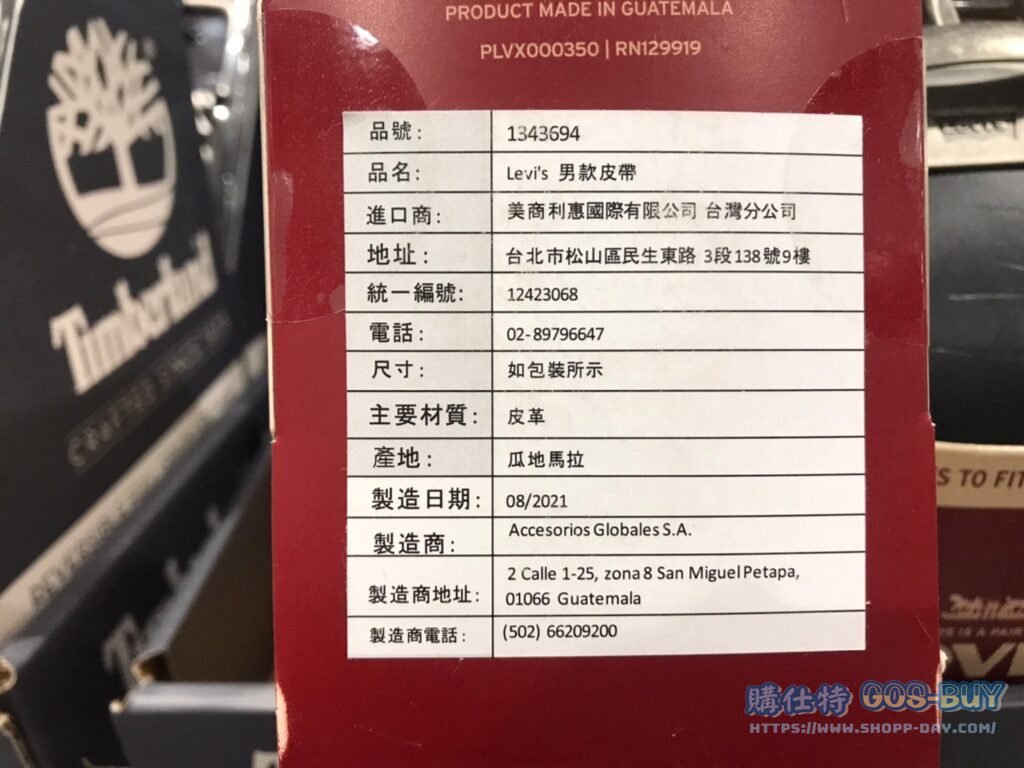 PRODUCT MADE IN GUATEMALA
PLVX000350 | RN129919
品號: 1343694
品名: Levi's 男款皮帶
進口商: 美商利惠國際有限公司 台灣分公司
地址: 台北市松山區民生東路 3段138號9樓
統一編號: 12423068
電話: 02-89796647
尺寸: 如包裝所示
主要材質: 皮革
產地: 瓜地馬拉
製造日期: 08/2021
製造商: Accesorios Globales S.A.
製造商地址: 2 Calle 1-25, zona 8 San Miguel Petapa,
01066 Guatemala
製造商電話: (502) 66209200
Timberland
S TO FIT
購仕特 GOS-BUY
HTTPS://WWW.SHOPP-DAY.COM/